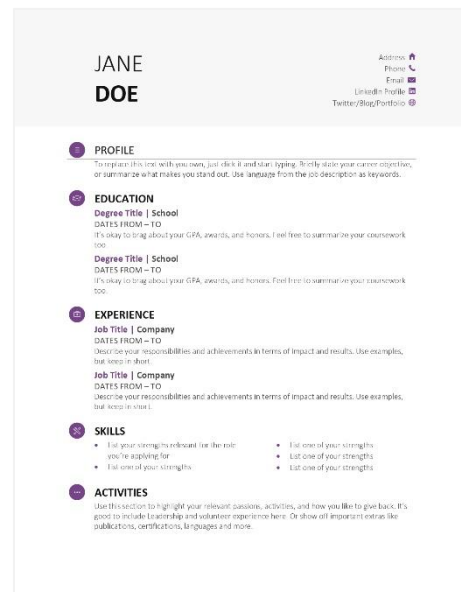 JANE
DOE
Address
Phone
Email
LinkedIn Profile
Twitter/Blog/Portfolio
PROFILE
To replace this text with you own, just click it and start typing. Briefly state your career objective,
or summarize what makes you stand out. Use language from the job description as keywords.
EDUCATION
Degree Title | School
DATES FROM – TO
It's okay to brag about your GPA, awards, and honors. Feel free to summarize your coursework
too.
Degree Title | School
DATES FROM – TO
It's okay to brag about your GPA, awards, and honors. Feel free to summarize your coursework
too.
EXPERIENCE
Job Title | Company
DATES FROM – TO
Describe your responsibilities and achievements in terms of impact and results. Use examples,
but keep in short.
Job Title | Company
DATES FROM – TO
Describe your responsibilities and achievements in terms of impact and results. Use examples,
but keep in short.
SKILLS
• List your strengths relevant for the role
you're applying for
• List one of your strengths
• List one of your strengths
• List one of your strengths
• List one of your strengths
ACTIVITIES
Use this section to highlight your relevant passions, activities, and how you like to give back. It's
good to include Leadership and volunteer experience here. Or show off important extras like
publications, certifications, languages and more.